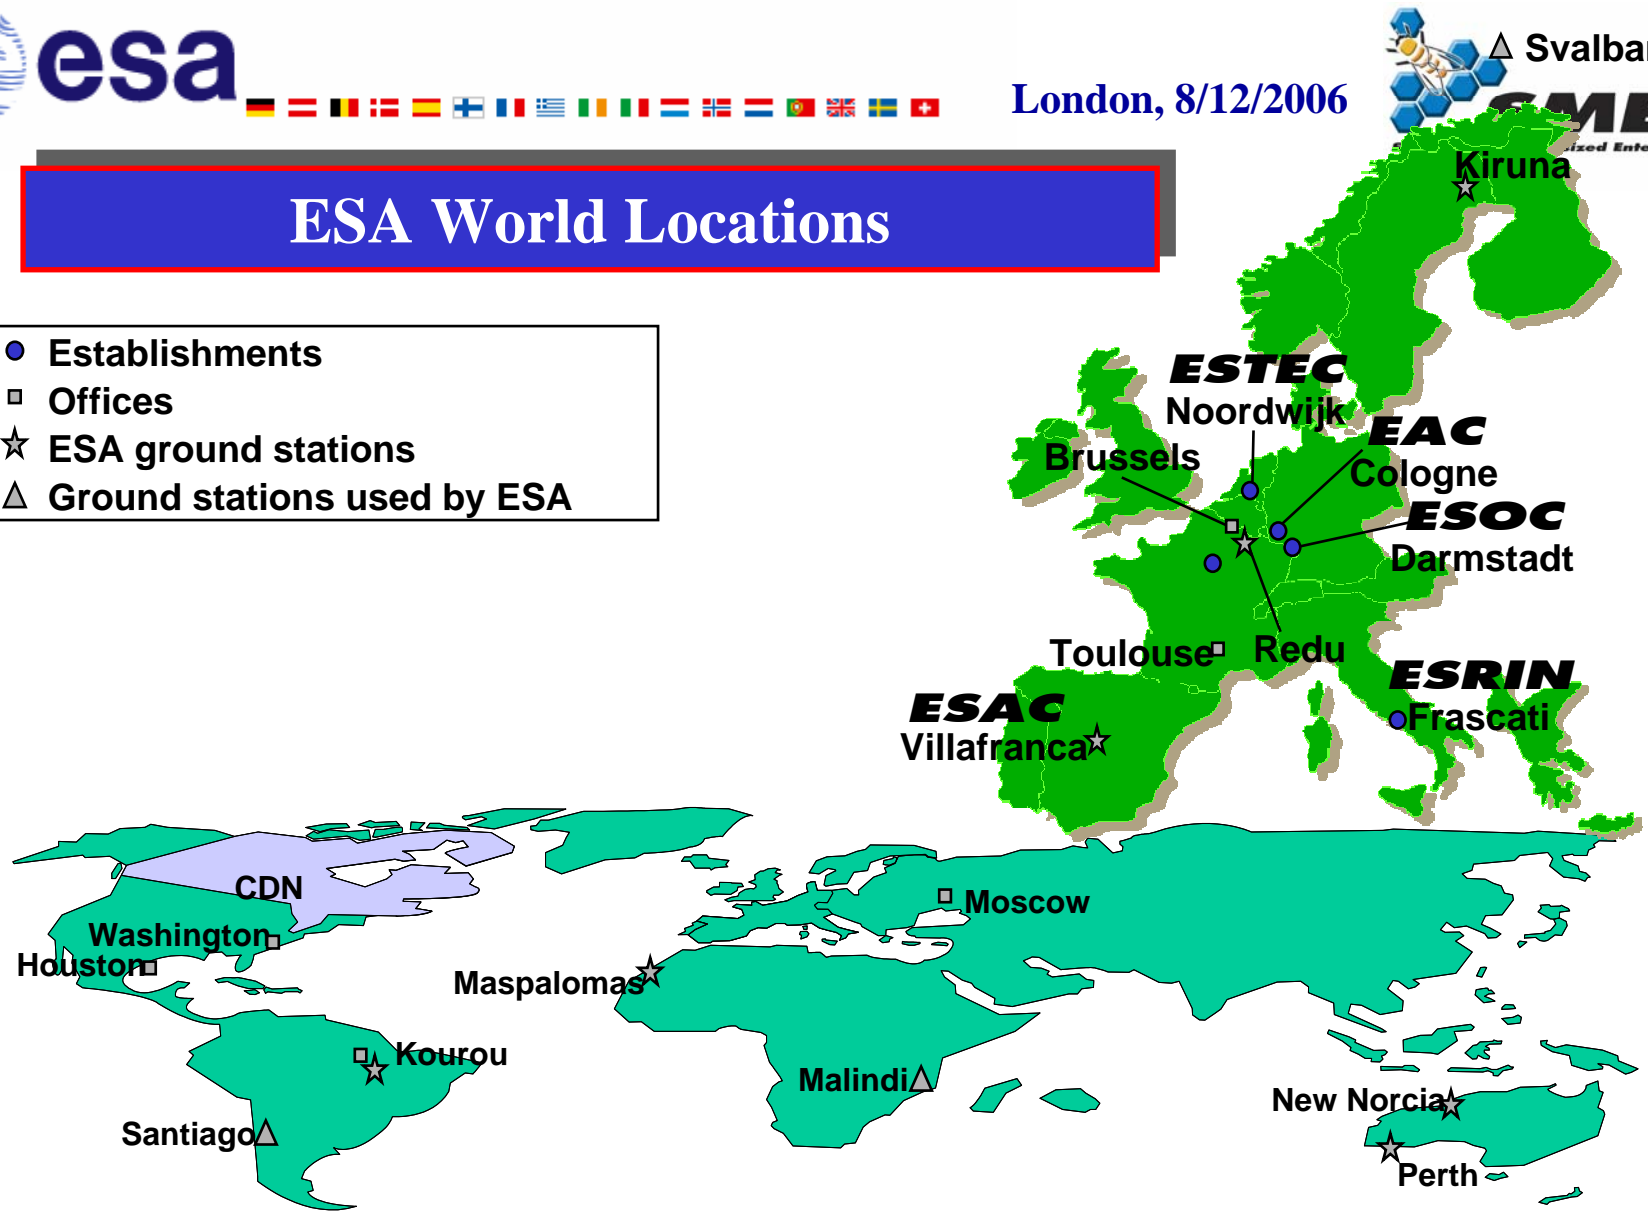 esa
London, 8/12/2006
ESA World Locations
Establishments
Offices
ESA ground stations
Ground stations used by ESA
Kiruna
ESTEC
Noordwijk
EAC
Cologne
Brussels
ESOC
Darmstadt
Toulouse
Redu
ESRIN
Frascati
ESAC
Villafranca
CDN
Washington
Houston
Moscow
Maspalomas
Kourou
Malindi
Santiago
New Norcia
Perth